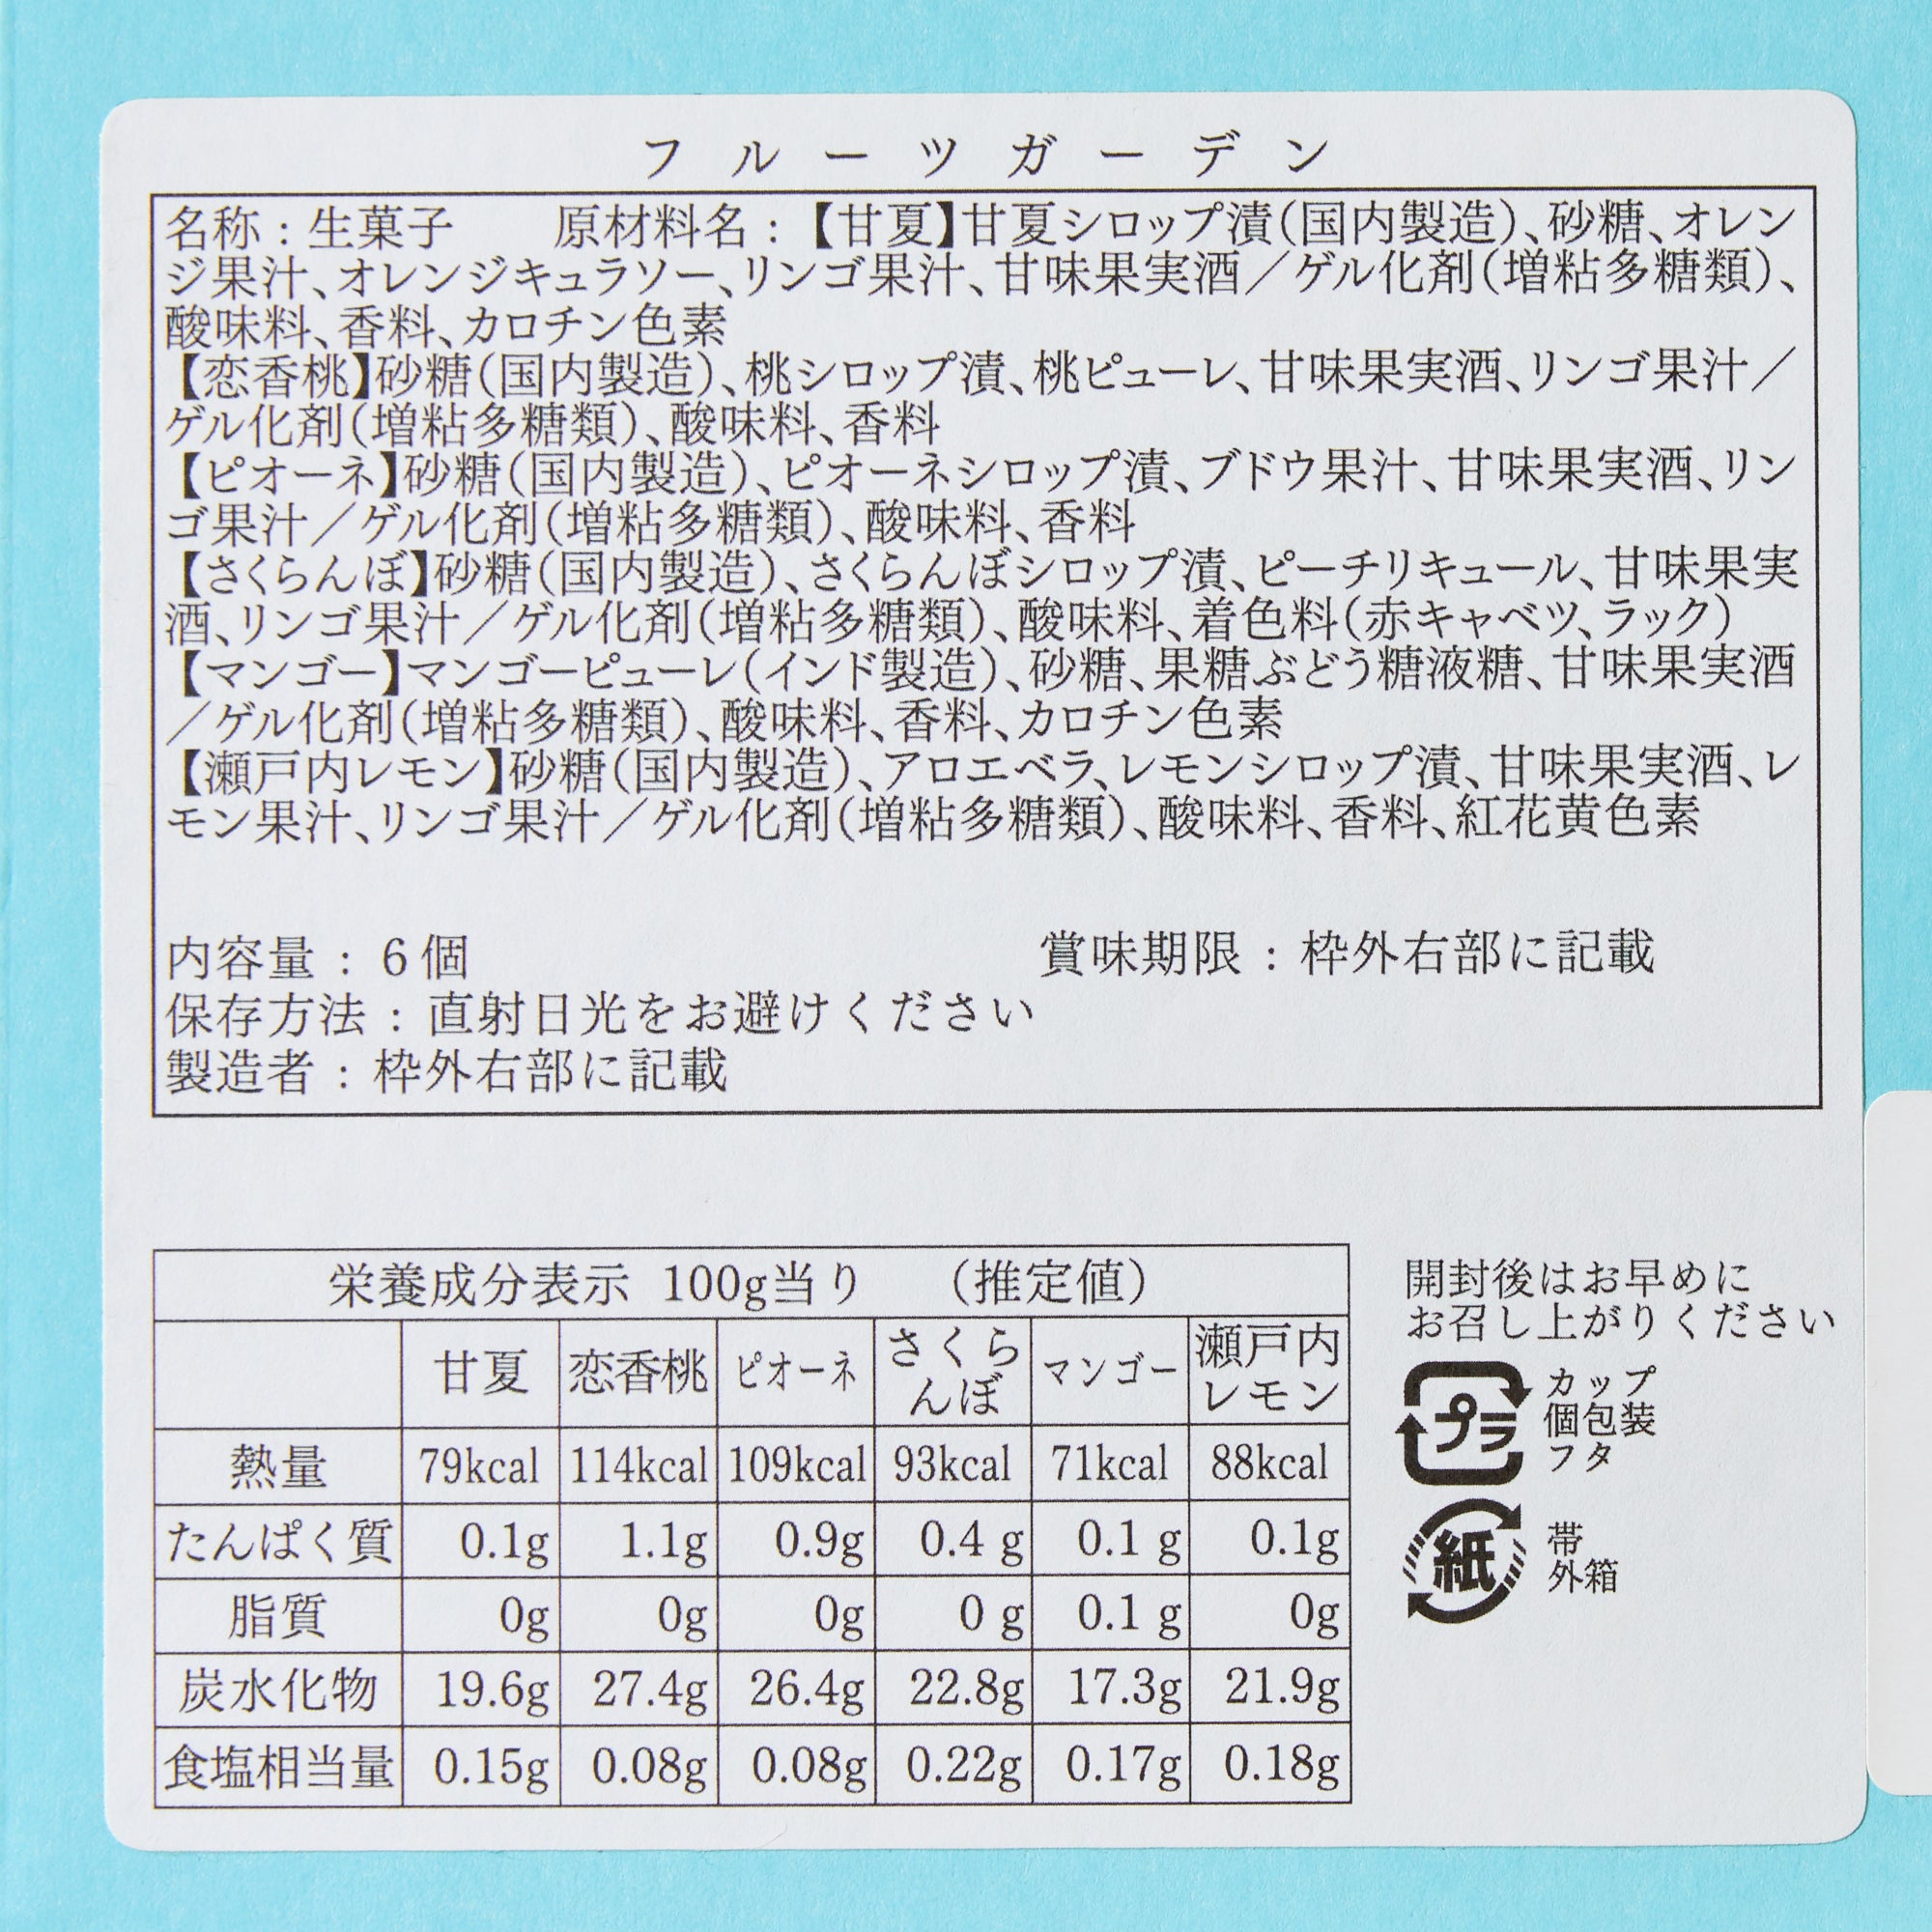 フルーツガーデン
名称：生菓子　原材料名：【甘夏】甘夏シロップ漬(国内製造)、砂糖、オレン
ジ果汁、オレンジキュラソー、リンゴ果汁、甘味果実酒／ゲル化剤(増粘多糖類)、
酸味料、香料、カロチン色素
【恋香桃】砂糖(国内製造)、桃シロップ漬、桃ピューレ、甘味果実酒、リンゴ果汁／
ゲル化剤(増粘多糖類)、酸味料、香料
【ピオーネ】砂糖(国内製造)、ピオーネシロップ漬、ブドウ果汁、甘味果実酒、リン
ゴ果汁／ゲル化剤(増粘多糖類)、酸味料、香料
【さくらんぼ】砂糖(国内製造)、さくらんぼシロップ漬、ピーチリキュール、甘味果実
酒、リンゴ果汁／ゲル化剤(増粘多糖類)、酸味料、着色料(赤キャベツ、ラック)
【マンゴー】マンゴーピューレ(インド製造)、砂糖、果糖ぶどう糖液糖、甘味果実酒
／ゲル化剤(増粘多糖類)、酸味料、香料、カロチン色素
【瀬戸内レモン】砂糖(国内製造)、アロエベラ、レモンシロップ漬、甘味果実酒、レ
モン果汁、リンゴ果汁／ゲル化剤(増粘多糖類)、酸味料、香料、紅花黄色素
内容量：6個　賞味期限：枠外右部に記載
保存方法：直射日光をお避けください
製造者：枠外右部に記載
栄養成分表示 100g当り （推定値）
甘夏 恋香桃 ピオーネ さくらんぼ マンゴー 瀬戸内レモン
熱量 79kcal 114kcal 109kcal 93kcal 71kcal 88kcal
たんぱく質 0.1g 1.1g 0.9g 0.4 g 0.1 g 0.1g
脂質 0g 0g 0g 0 g 0.1 g 0g
炭水化物 19.6g 27.4g 26.4g 22.8g 17.3g 21.9g
食塩相当量 0.15g 0.08g 0.08g 0.22g 0.17g 0.18g
開封後はお早めに
お召し上がりください
プラ
カップ
個包装
フタ
紙
帯
外箱